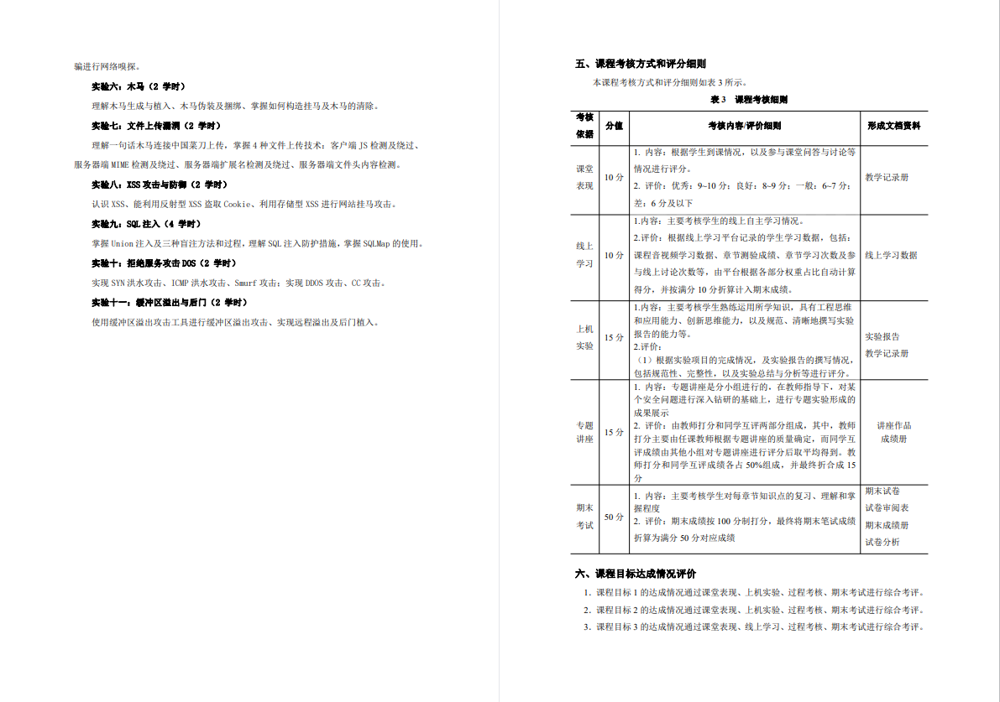 骗进行网络嗅探。
实验六：木马（2 学时）
理解木马生成与植入、木马伪装及捆绑、掌握如何构造挂马及木马的清除。
实验七：文件上传漏洞（2 学时）
理解一句话木马连接中国菜刀上传，掌握 4 种文件上传技术：客户端 JS 检测及绕过、
服务器端 MIME 检测及绕过、服务器端扩展名检测及绕过、服务器端文件头内容检测。
实验八：XSS 攻击与防御（2 学时）
认识 XSS、能利用反射型 XSS 盗取 Cookie、利用存储型 XSS 进行网站挂马攻击。
实验九：SQL 注入（4 学时）
掌握 Union 注入及三种盲注方法和过程，理解 SQL 注入防护措施，掌握 SQLMap 的使用。
实验十：拒绝服务攻击 DOS（2 学时）
实现 SYN 洪水攻击、ICMP 洪水攻击、Smurf 攻击；实现 DDOS 攻击、CC 攻击。
实验十一：缓冲区溢出与后门（2 学时）
使用缓冲区溢出攻击工具进行缓冲区溢出攻击、实现远程溢出及后门植入。
五、课程考核方式和评分细则
本课程考核方式和评分细则如表 3 所示。
表 3 课程考核细则
考核
依据
分值
考核内容/评价细则
形成文档资料
课堂
表现
10 分
1. 内容：根据学生到课情况，以及参与课堂问答与讨论等
情况进行评分。
2. 评价：优秀：9~10 分；良好：8~9 分；一般：6~7 分；
差：6 分及以下
教学记录册
线上
学习
10 分
1.内容：主要考核学生的线上自主学习情况。
2.评价：根据线上学习平台记录的学生学习数据，包括：
课程音视频学习数据、章节测验成绩、章节学习次数及参
与线上讨论次数等，由平台根据各部分权重占比自动计算
得分，并按满分 10 分折算计入期末成绩。
线上学习数据
上机
实验
15 分
1.内容：主要考核学生熟练运用所学知识，具有工程思维
和应用能力、创新思维能力，以及规范、清晰地撰写实验
报告的能力等。
2.评价：
（1）根据实验项目的完成情况，及实验报告的撰写情况，
包括规范性、完整性，以及实验总结与分析等进行评分。
实验报告
教学记录册
专题
讲座
15 分
1. 内容：专题讲座是分小组进行的，在教师指导下，对某
个安全问题进行深入钻研的基础上，进行专题实验形成的
成果展示
2. 评价：由教师打分和同学互评两部分组成，其中，教师
打分主要由任课教师根据专题讲座的质量确定，而同学互
评成绩由其他小组对专题讲座进行评分后取平均得到。教
师打分和同学互评成绩各占 50%组成，并最终折合成 15
分
讲座作品
成绩册
期末
考试
50 分
1. 内容：主要考核学生对每章节知识点的复习、理解和掌
握程度
2. 评价：期末成绩按 100 分制打分，最终将期末笔试成绩
折算为满分 50 分对应成绩
期末试卷
试卷审阅表
期末成绩册
试卷分析
六、课程目标达成情况评价
1．课程目标 1 的达成情况通过课堂表现、上机实验、过程考核、期末考试进行综合考评。
2．课程目标 2 的达成情况通过课堂表现、上机实验、过程考核、期末考试进行综合考评。
3．课程目标 3 的达成情况通过课堂表现、线上学习、过程考核、期末考试进行综合考评。